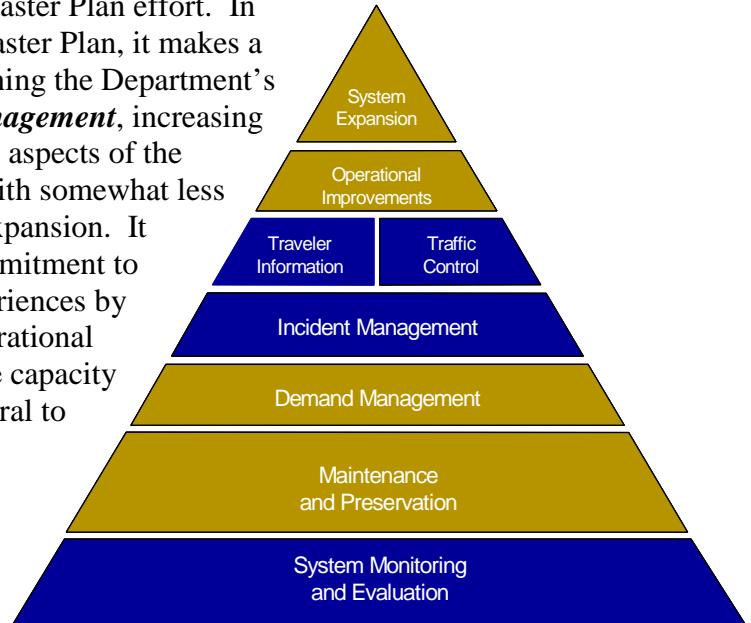 aster Plan effort. In
aster Plan, it makes a
ning the Department's
nagement, increasing
aspects of the
ith somewhat less
xpansion. It
mitment to
riences by
rational
capacity
ral to
System
Expansion
Operational
Improvements
Traveler
Information
Traffic
Control
Incident Management
Demand Management
Maintenance
and Preservation
System Monitoring
and Evaluation